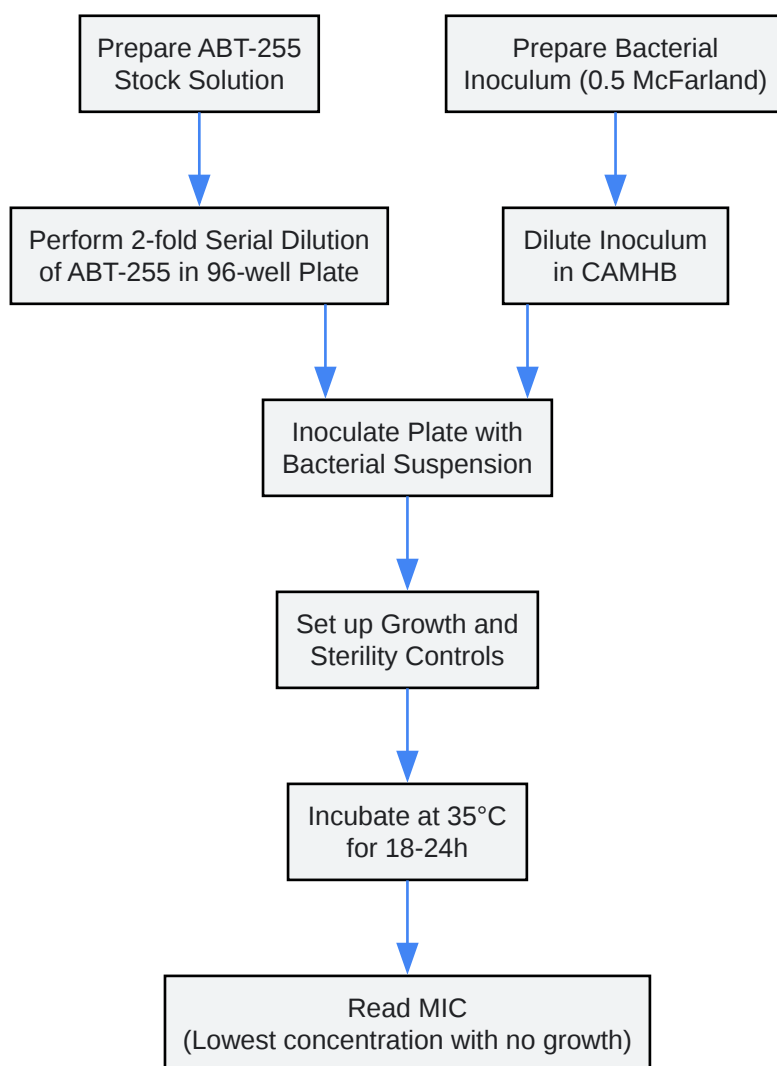 Prepare ABT-255
Stock Solution
Prepare Bacterial
Inoculum (0.5 McFarland)
Perform 2-fold Serial Dilution
of ABT-255 in 96-well Plate
Dilute Inoculum
in CAMHB
Inoculate Plate with
Bacterial Suspension
Set up Growth and
Sterility Controls
Incubate at 35°C
for 18-24h
Read MIC
(Lowest concentration with no growth)